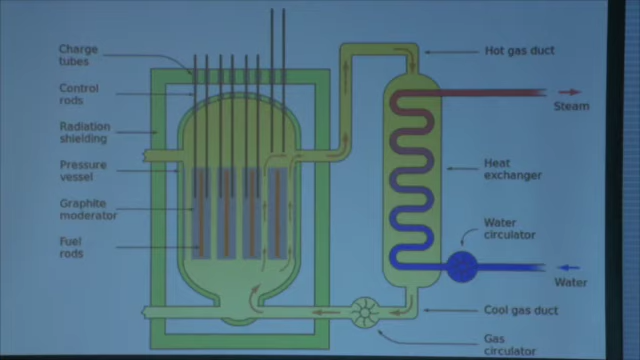 Charge
tubes
Control
rods
Radiation
shielding
Pressure
vessel
Graphite
moderator
Fuel
rods
Hot gas duct
Steam
Heat
exchanger
Water
circulator
Water
Cool gas duct
Gas
circulator